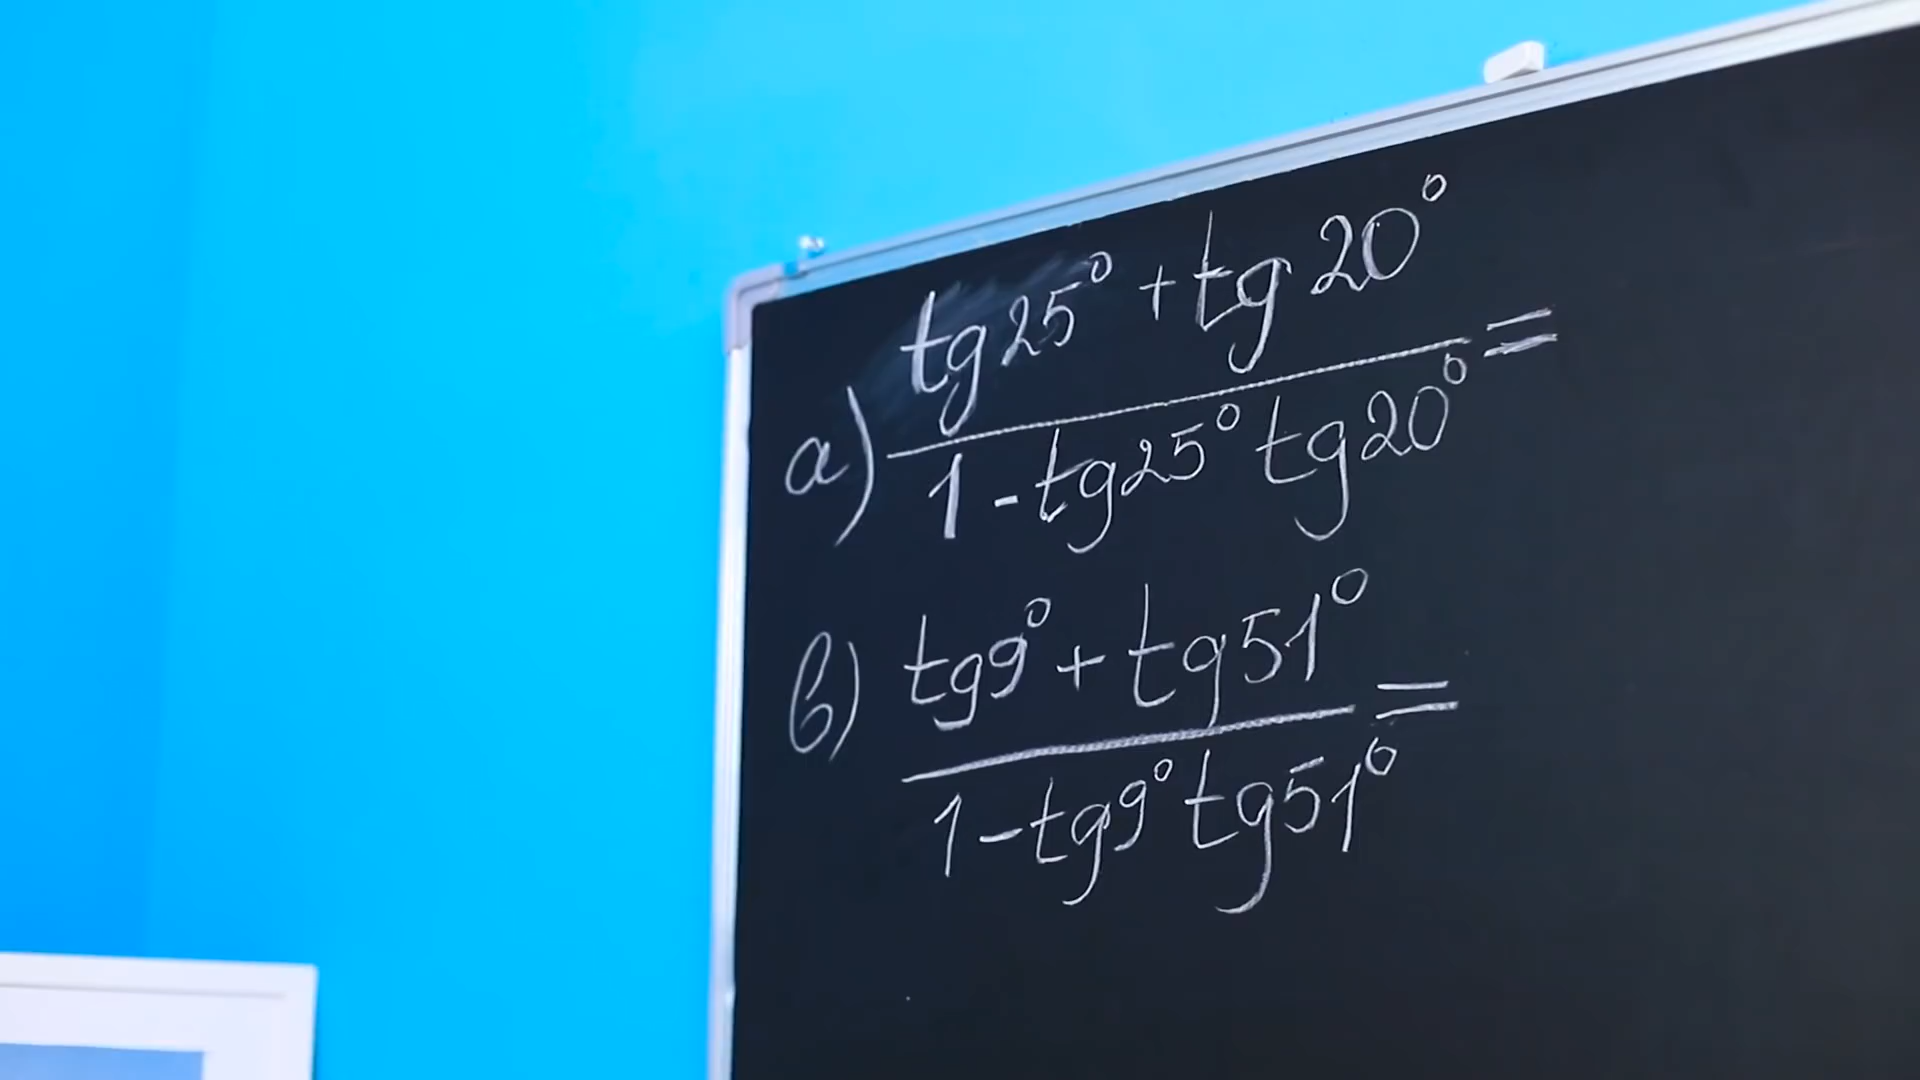 a) tg25° + tg20°
1 - tg25° tg20° =
b) tg9° + tg51°
1 - tg9° tg51° =